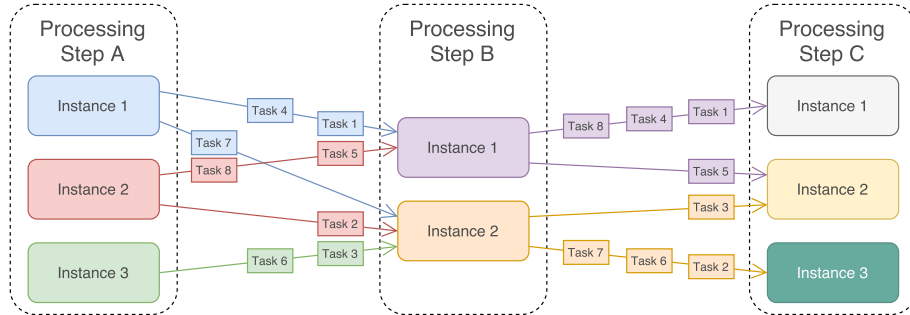 Processing
Step A
Instance 1
Instance 2
Instance 3
Task 4
Task 1
Task 7
Task 8
Task 5
Task 2
Task 6
Task 3
Processing
Step B
Instance 1
Instance 2
Task 8
Task 4
Task 1
Task 5
Task 3
Task 7
Task 6
Task 2
Processing
Step C
Instance 1
Instance 2
Instance 3